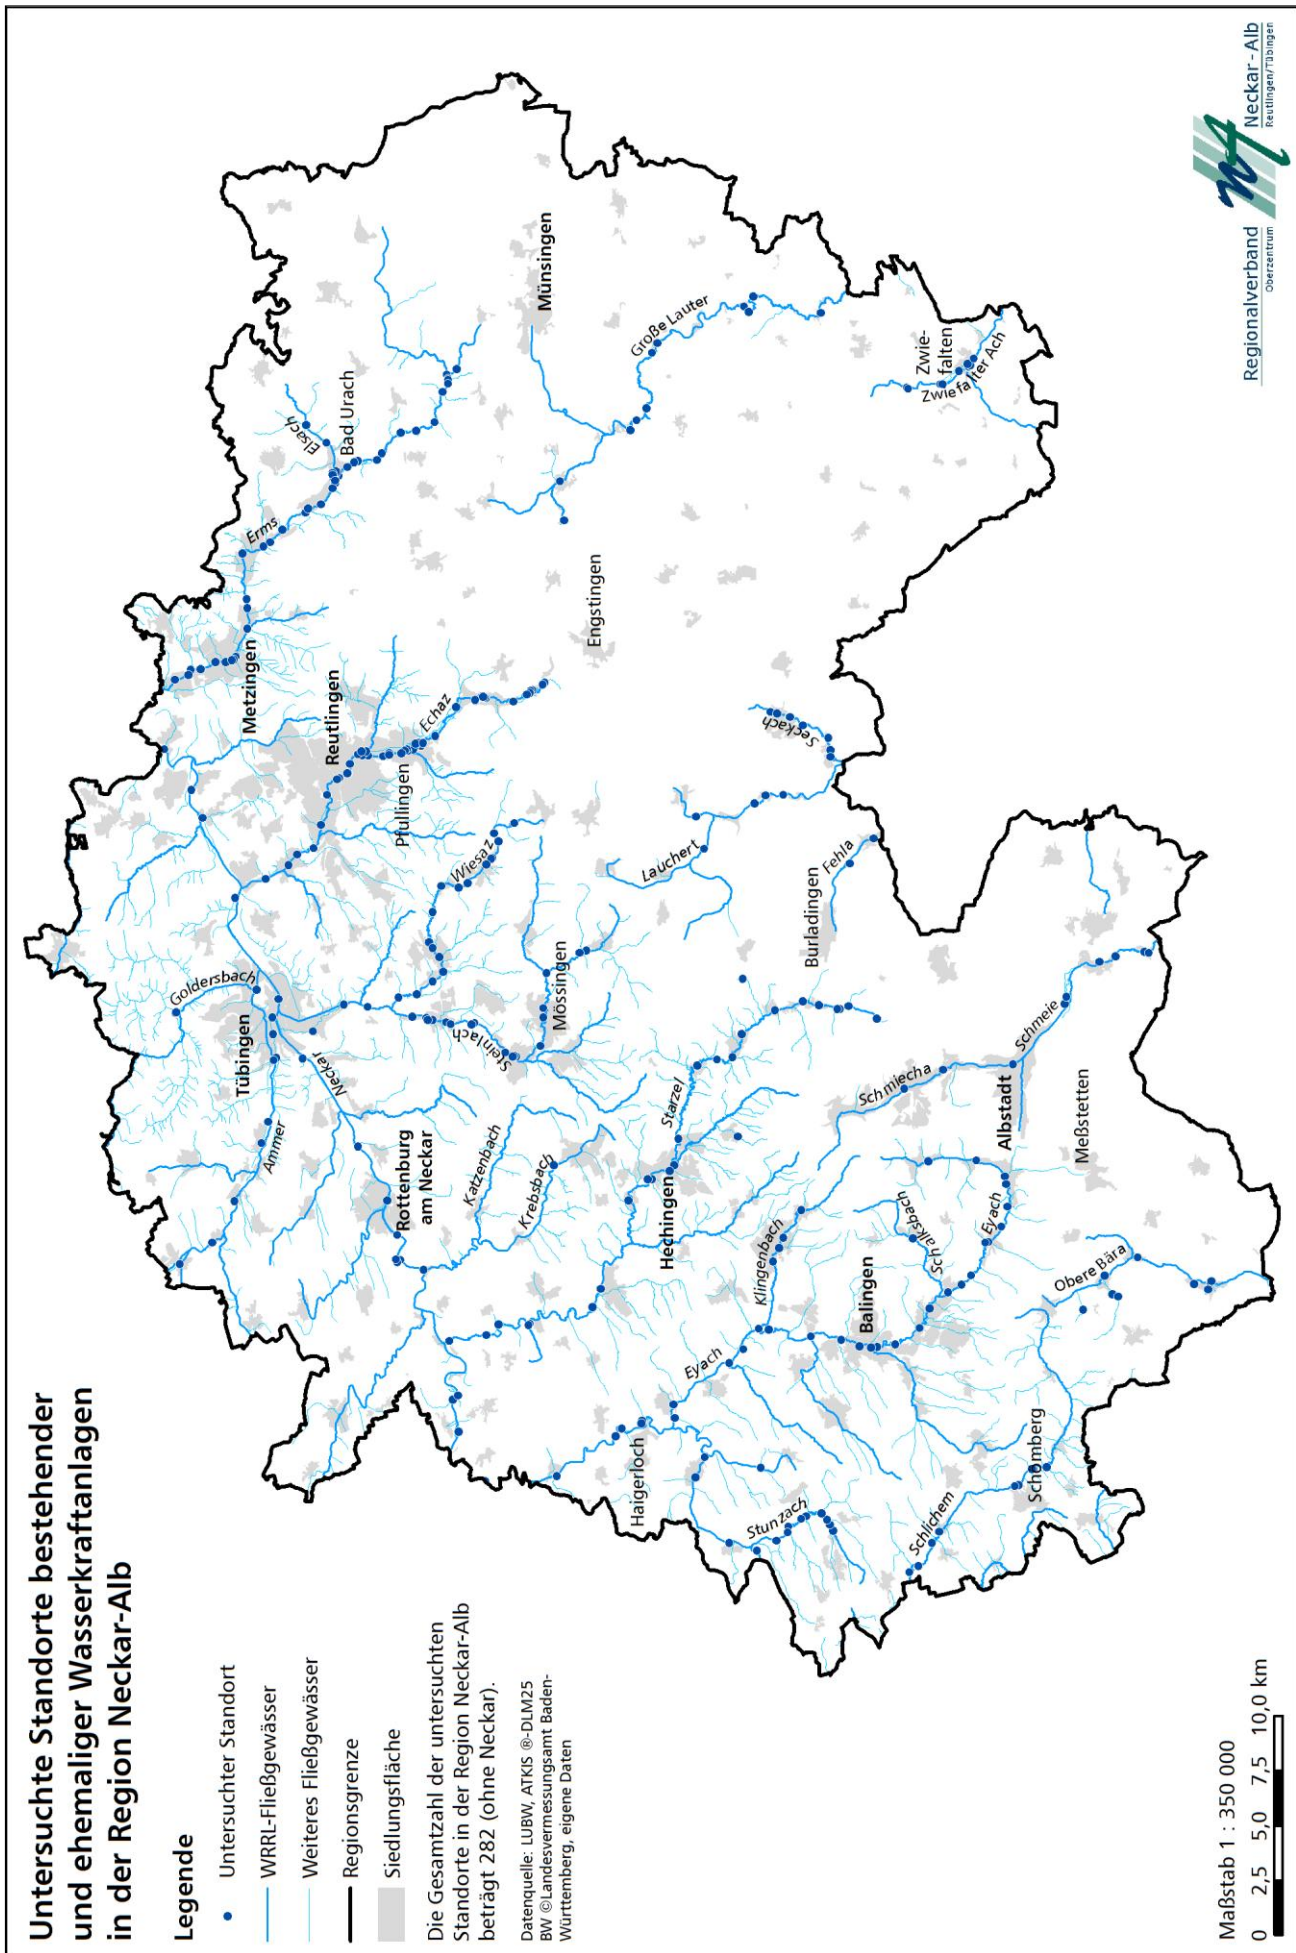 Untersuchte Standorte bestehender
und ehemaliger Wasserkraftanlagen
in der Region Neckar-Alb
Legende
Untersuchter Standort
WRRL-Fließgewässer
Weiteres Fließgewässer
Regionsgrenze
Siedlungsfläche
Die Gesamtzahl der untersuchten
Standorte in der Region Neckar-Alb
beträgt 282 (ohne Neckar).
Datenquelle: LUBW, ATKIS ®-DLM25
BW ©Landesvermessungsamt Baden-
Württemberg, eigene Daten
Maßstab 1 : 350 000
0 2,5 5,0 7,5 10,0 km
Goldersbach
Tübingen
Neckar
Ammer
Rottenburg
am Neckar
Katzenbach
Krebsbach
Steinlach
Mössingen
Wiesaz
Metzingen
Reutlingen
Pfullingen
Echaz
Erms
Elsach
Bad Urach
Münsingen
Große Lauter
Engstingen
Zwie-
falten
Zwiefalter Ach
Seckach
Lauchert
Fehla
Burladingen
Starzel
Hechingen
Klingenbach
Schmiecha
Schmeie
Albstadt
Meßstetten
Schalksbach
Eyach
Balingen
Obere Bära
Eyach
Haigerloch
Stunzach
Schlichem
Schömberg
Regionalverband
Oberzentrum
Neckar-Alb
Reutlingen/Tübingen